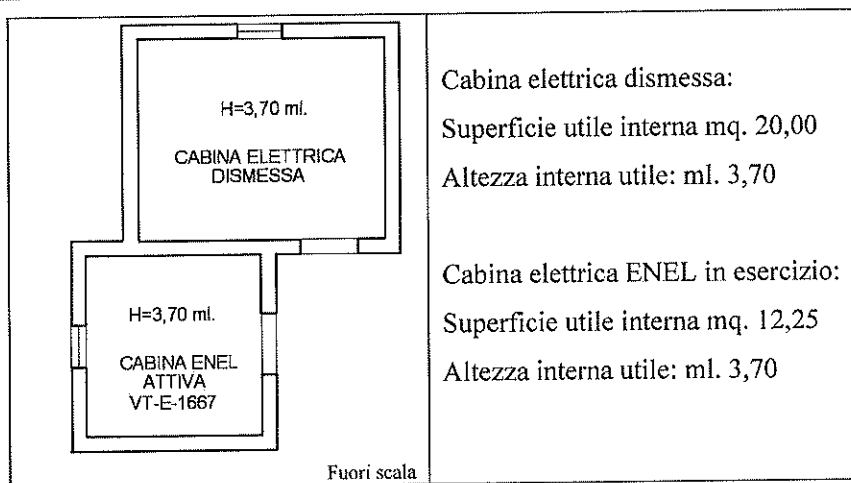 H=3,70 ml.
CABINA ELETTRICA
DISMESSA
H=3,70 ml.
CABINA ENEL
ATTIVA
VT-E-1667
Fuori scala
Cabina elettrica dismessa:
Superficie utile interna mq. 20,00
Altezza interna utile: ml. 3,70
Cabina elettrica ENEL in esercizio:
Superficie utile interna mq. 12,25
Altezza interna utile: ml. 3,70